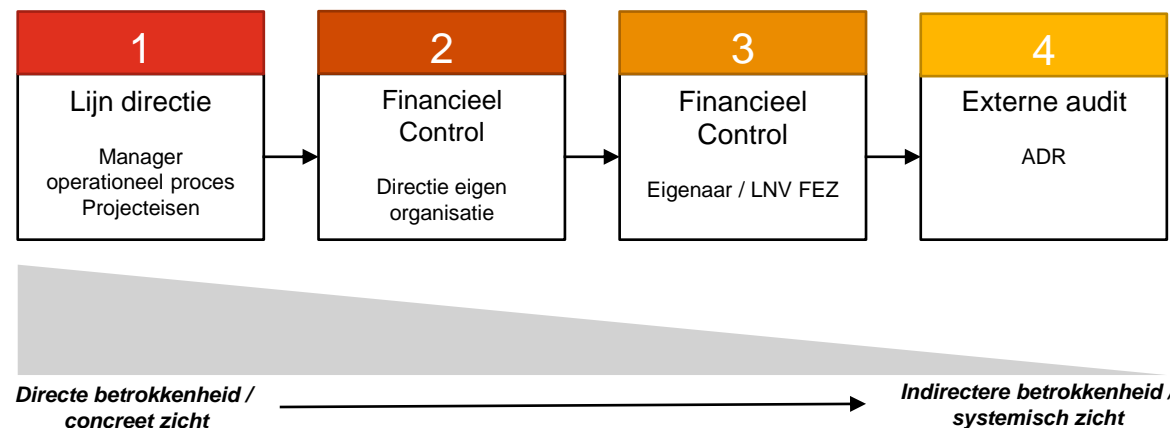 1
Lijn directie
Manager
operationeel proces
Projecteisen
2
Financieel
Control
Directie eigen
organisatie
3
Financieel
Control
Eigenaar / LNV FEZ
4
Externe audit
ADR
Directe betrokkenheid /
concreet zicht
Indirectere betrokkenheid /
systemisch zicht